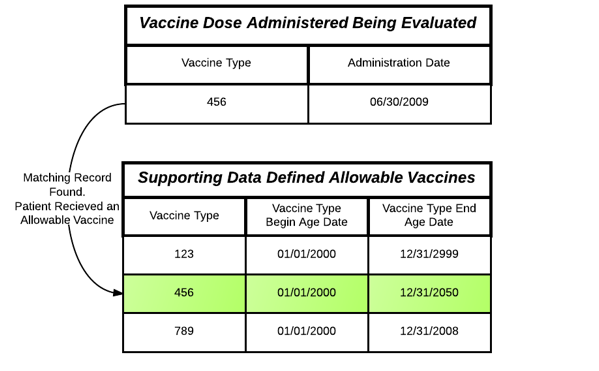 Vaccine Dose Administered Being Evaluated
Vaccine Type Administration Date
456 06/30/2009
Matching Record
Found.
Patient Recieved an
Allowable Vaccine
Supporting Data Defined Allowable Vaccines
Vaccine Type
Vaccine Type
Begin Age Date
Vaccine Type End
Age Date
123 01/01/2000 12/31/2999
456 01/01/2000 12/31/2050
789 01/01/2000 12/31/2008